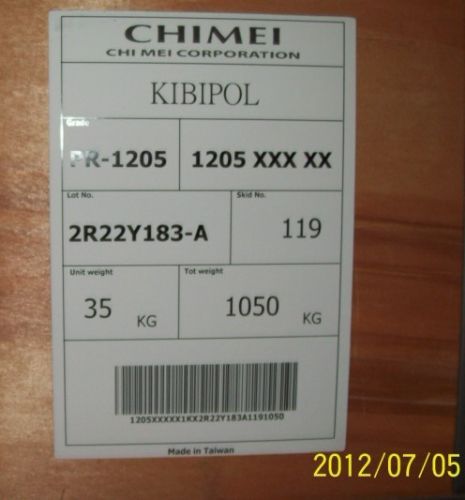 CHIMEI
CHI MEI CORPORATION
KIBIPOL
Grade
PR-1205 1205 XXX XX
Lot No. Skid No.
2R22Y183-A 119
Unit weight Tot weight
35 KG 1050 KG
1205XXXXX1KX2R22Y183A1191050
Made in Taiwan
2012/07/05